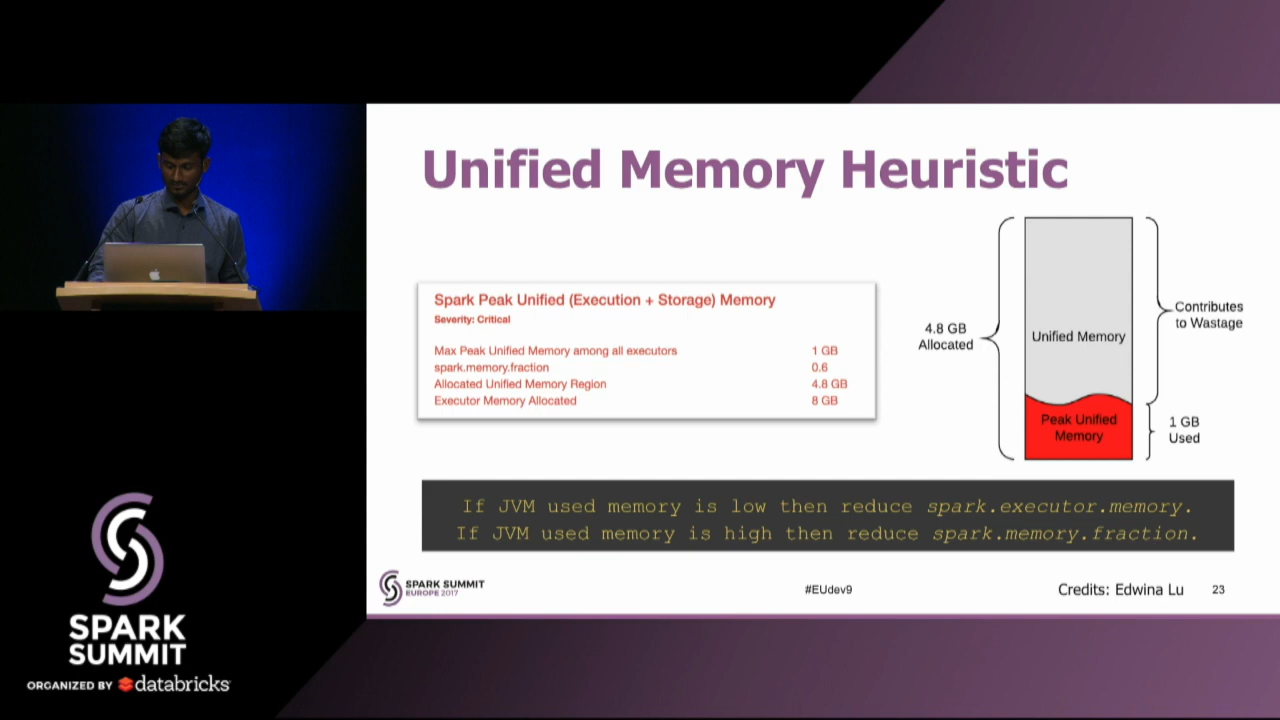 Unified Memory Heuristic
Spark Peak Unified (Execution + Storage) Memory
Severity: Critical
Max Peak Unified Memory among all executors 1 GB
spark.memory.fraction 0.6
Allocated Unified Memory Region 4.8 GB
Executor Memory Allocated 8 GB
4.8 GB
Allocated
Unified Memory
Peak Unified
Memory
Contributes
to Wastage
1 GB
Used
If JVM used memory is low then reduce spark.executor.memory.
If JVM used memory is high then reduce spark.memory.fraction.
SPARK SUMMIT
EUROPE 2017
#EUdev9
Credits: Edwina Lu
23
SPARK
SUMMIT
ORGANIZED BY databricks